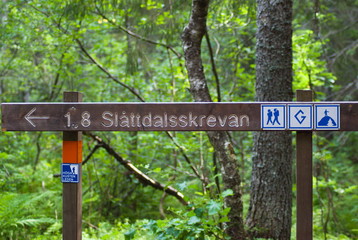 ← 1,8 Slåttdalsskrevan G